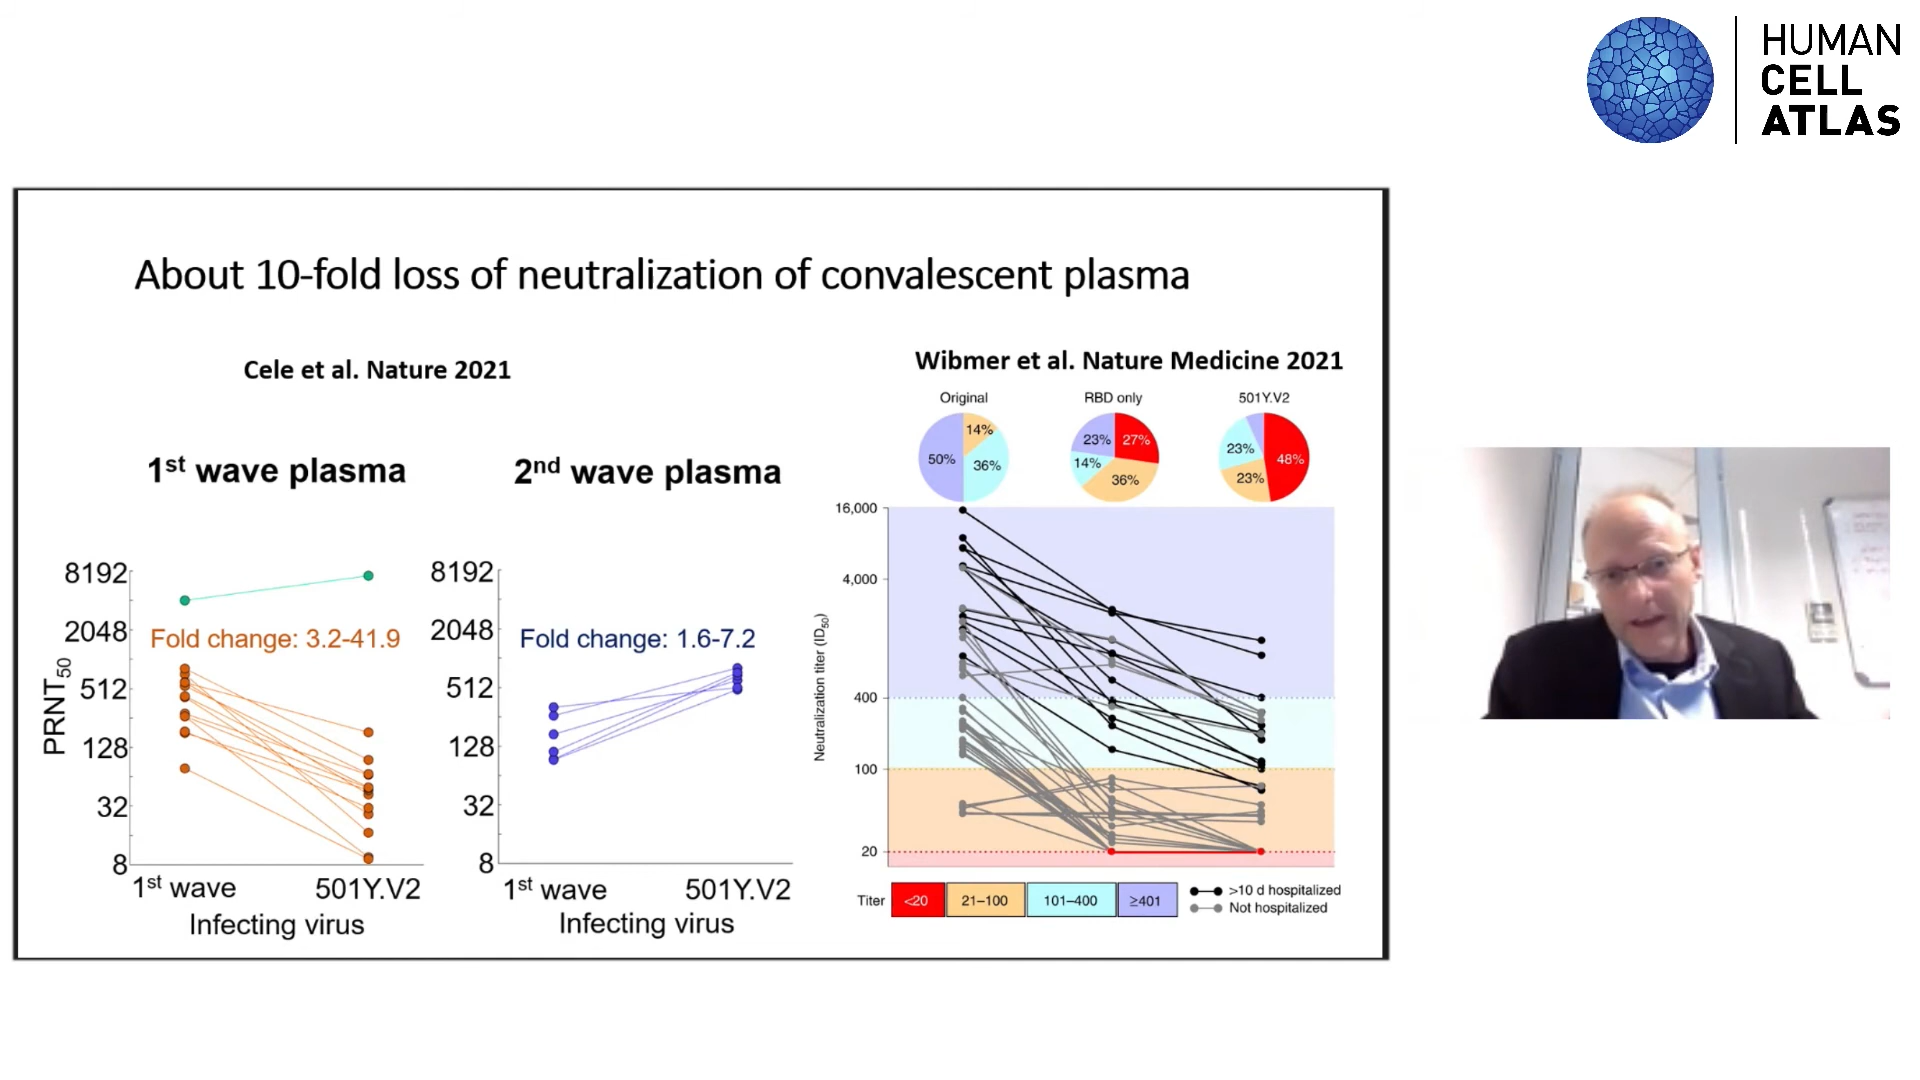 HUMAN
CELL
ATLAS
About 10-fold loss of neutralization of convalescent plasma
Cele et al. Nature 2021
1st wave plasma
2nd wave plasma
PRNT50
8192
2048
512
128
32
8
Fold change: 3.2-41.9
1st wave
501Y.V2
Infecting virus
8192
2048
512
128
32
8
Fold change: 1.6-7.2
1st wave
501Y.V2
Infecting virus
Wibmer et al. Nature Medicine 2021
Original
RBD only
501Y.V2
14%
50%
36%
23%
27%
14%
36%
23%
48%
23%
Neutralization titer (ID50)
16,000
4,000
400
100
20
Titer
<20
21–100
101–400
≥401
>10 d hospitalized
Not hospitalized